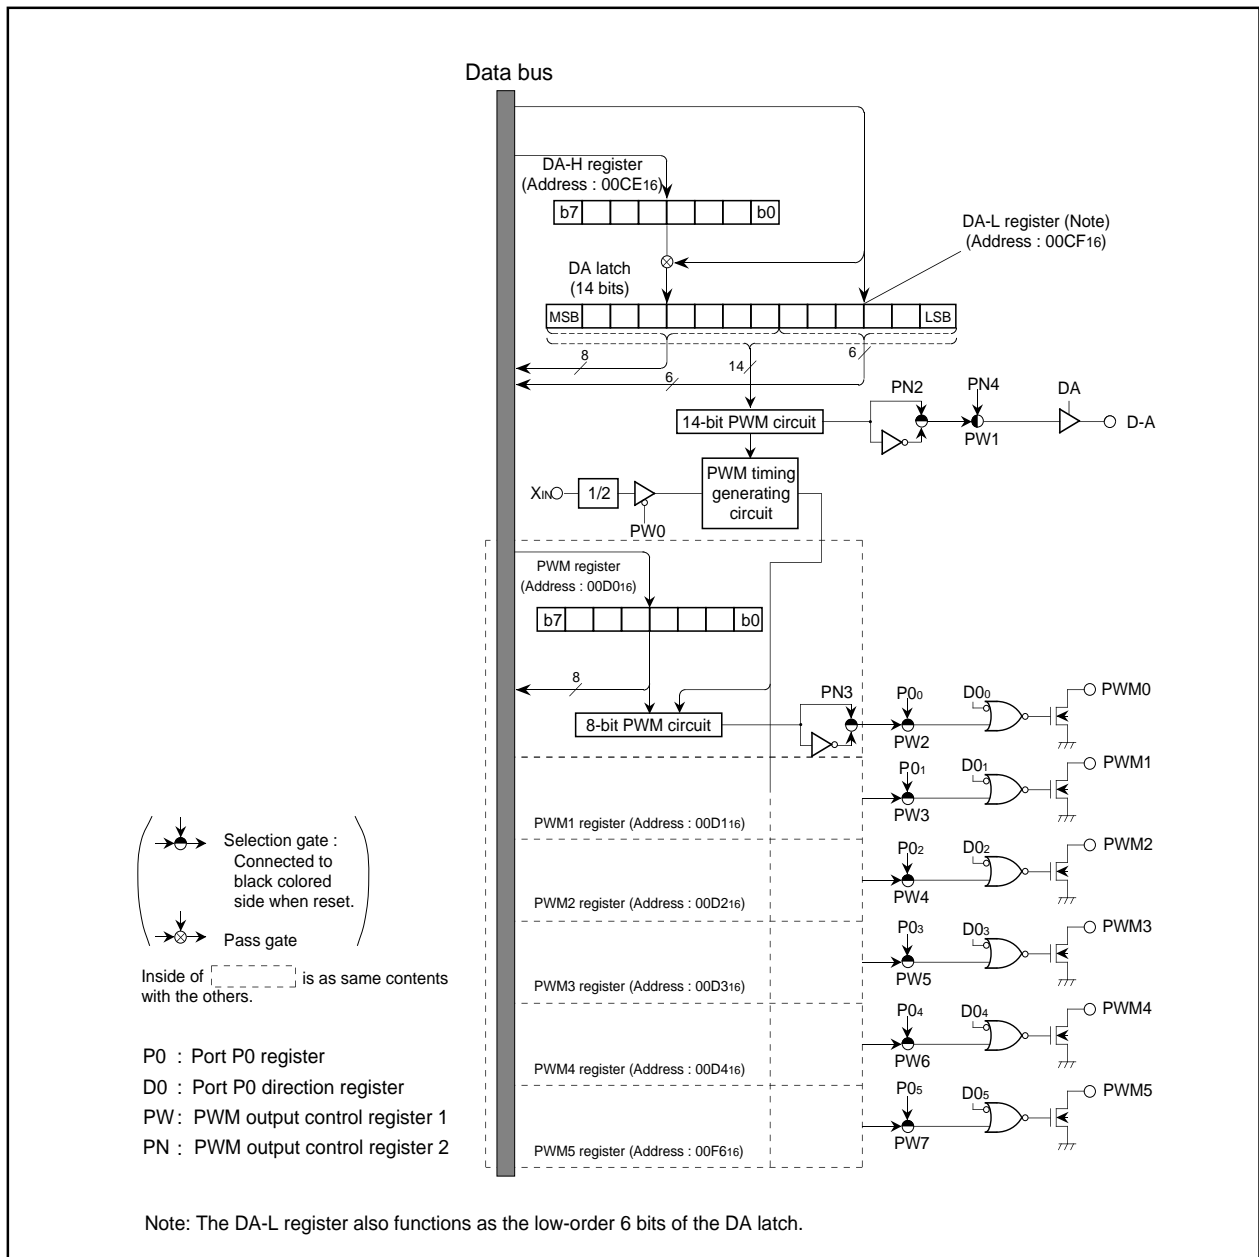 Data bus
DA-H register
(Address : 00CE16)
b7 b0
DA-L register (Note)
(Address : 00CF16)
DA latch
(14 bits)
MSB LSB
8
14
6
6
PN2
PN4
DA
14-bit PWM circuit
PW1
D-A
XIN
1/2
PW0
PWM timing
generating
circuit
PWM register
(Address : 00D016)
b7 b0
8
8-bit PWM circuit
PN3
P00
PW2
D00
PWM0
P01
PW3
D01
PWM1
PWM1 register (Address : 00D116)
P02
PW4
D02
PWM2
PWM2 register (Address : 00D216)
P03
PW5
D03
PWM3
PWM3 register (Address : 00D316)
P04
PW6
D04
PWM4
PWM4 register (Address : 00D416)
P05
PW7
D05
PWM5
PWM5 register (Address : 00F616)
Selection gate :
Connected to
black colored
side when reset.
Pass gate
Inside of is as same contents
with the others.
P0 : Port P0 register
D0 : Port P0 direction register
PW : PWM output control register 1
PN : PWM output control register 2
Note: The DA-L register also functions as the low-order 6 bits of the DA latch.